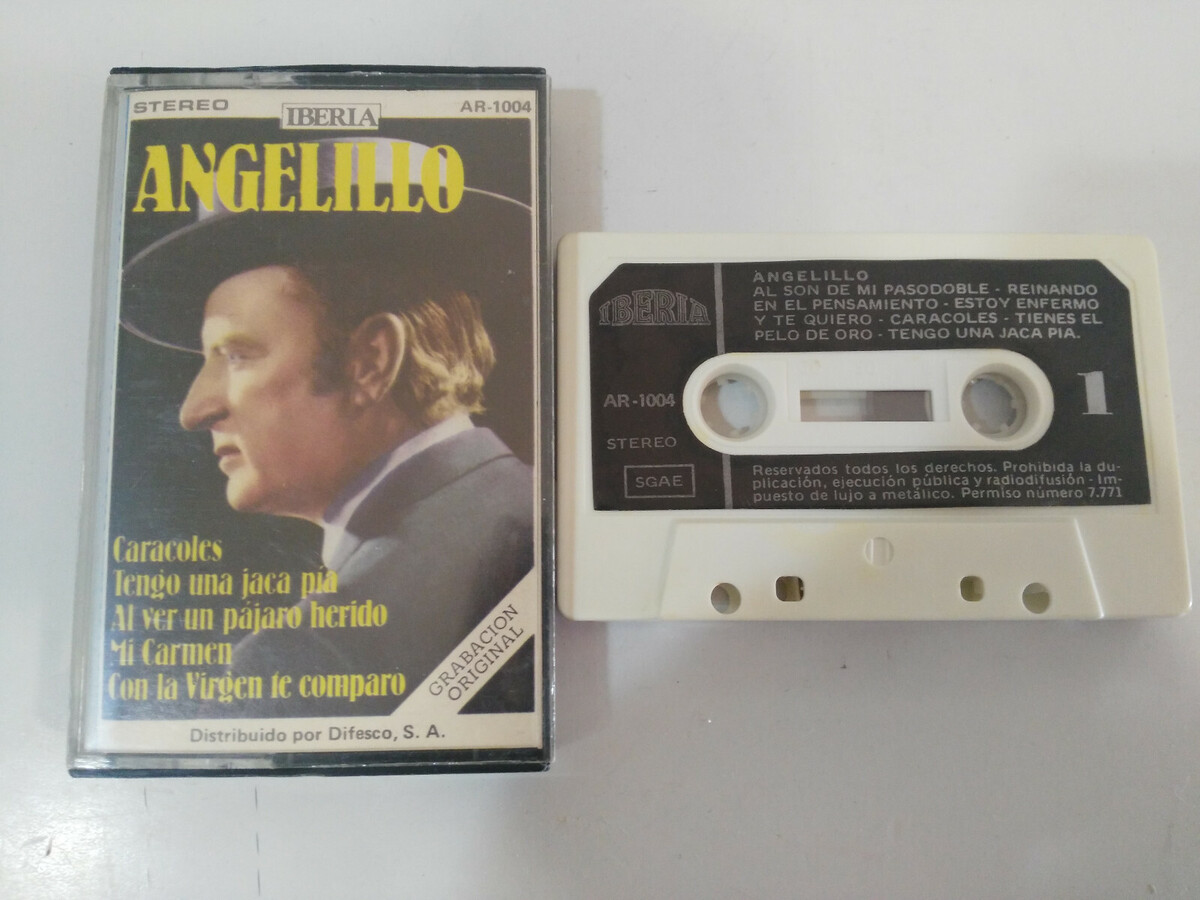 STEREO
IBERIA
AR-1004
ANGELILLO
Caracoles
Tengo una jaca pía
Al ver un pájaro herido
Mi Carmen
Con la Virgen te comparo
GRABACION
ORIGINAL
Distribuido por Difesco, S. A.
IBERIA
ANGELILLO
AL SON DE MI PASODOBLE - REINANDO
EN EL PENSAMIENTO - ESTOY ENFERMO
Y TE QUIERO - CARACOLES - TIENES EL
PELO DE ORO - TENGO UNA JACA PIA.
AR-1004
1
STEREO
SGAE
Reservados todos los derechos. Prohibida la du-
plicación, ejecución pública y radiodifusión - Im-
puesto de lujo a metálico. Permiso número 7.771